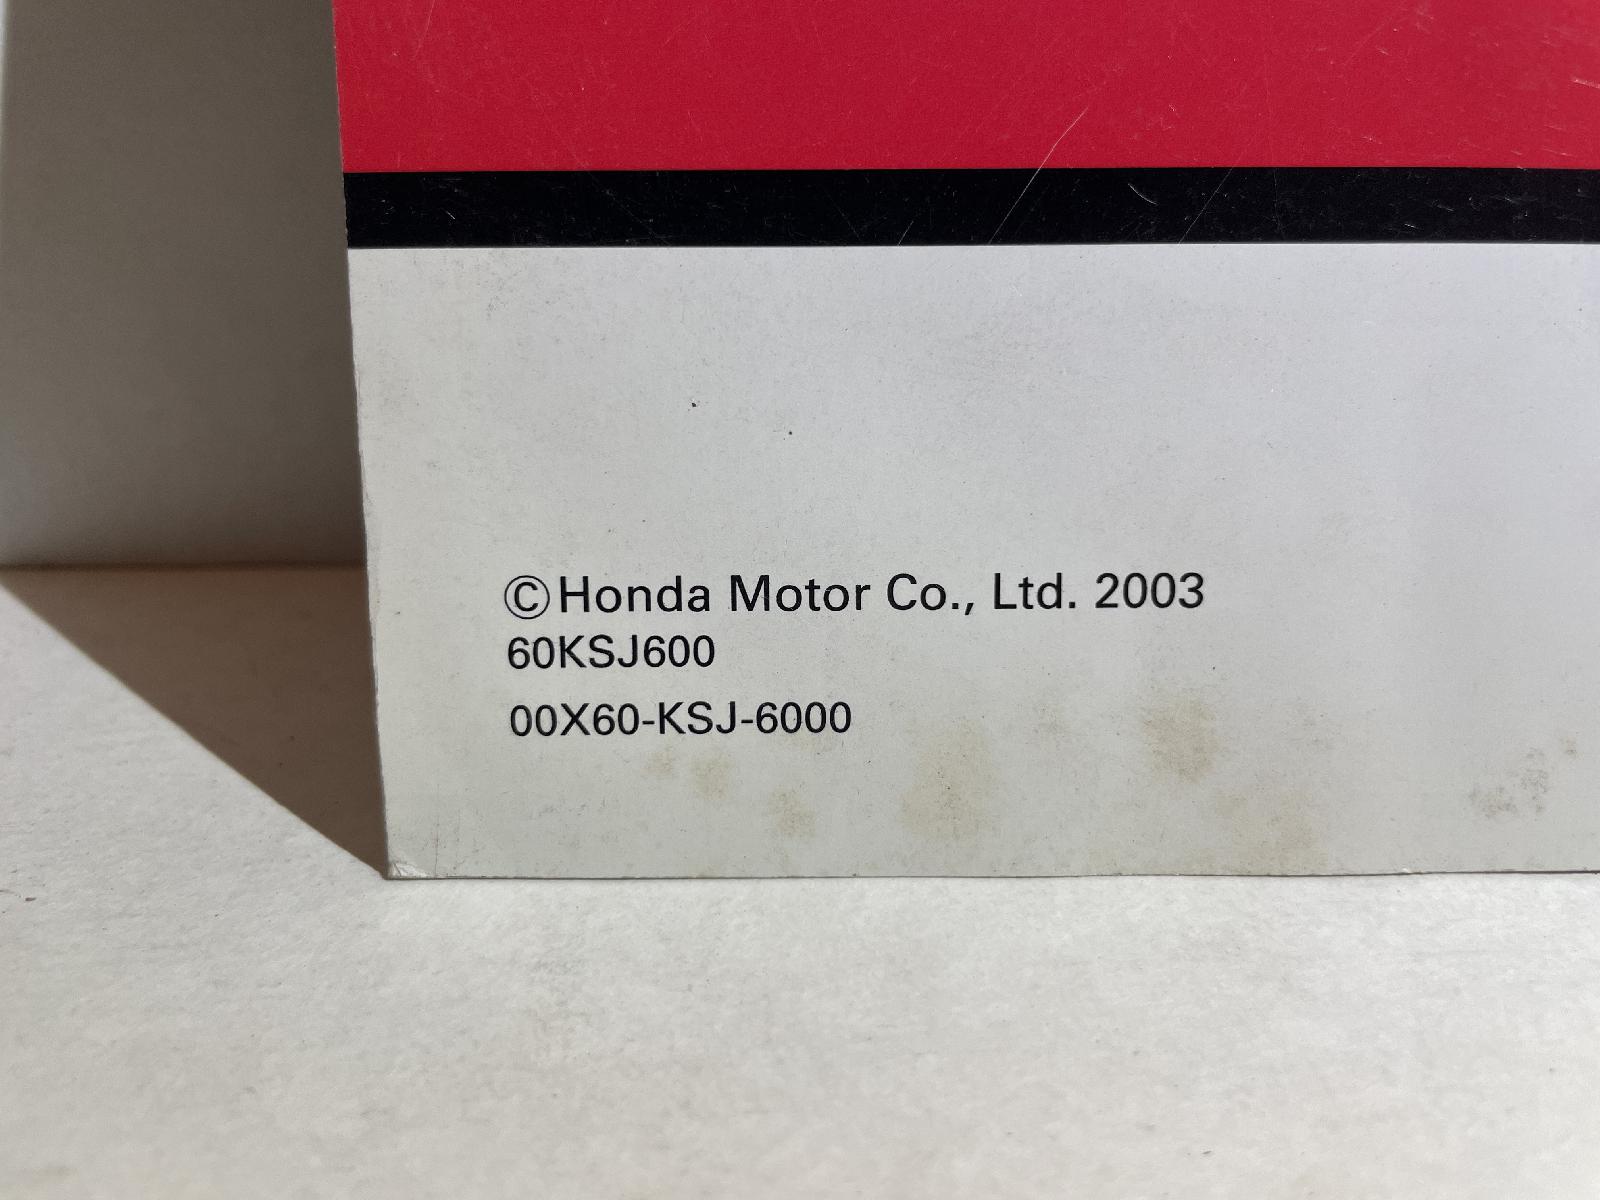 ©Honda Motor Co., Ltd. 2003
60KSJ600
00X60-KSJ-6000